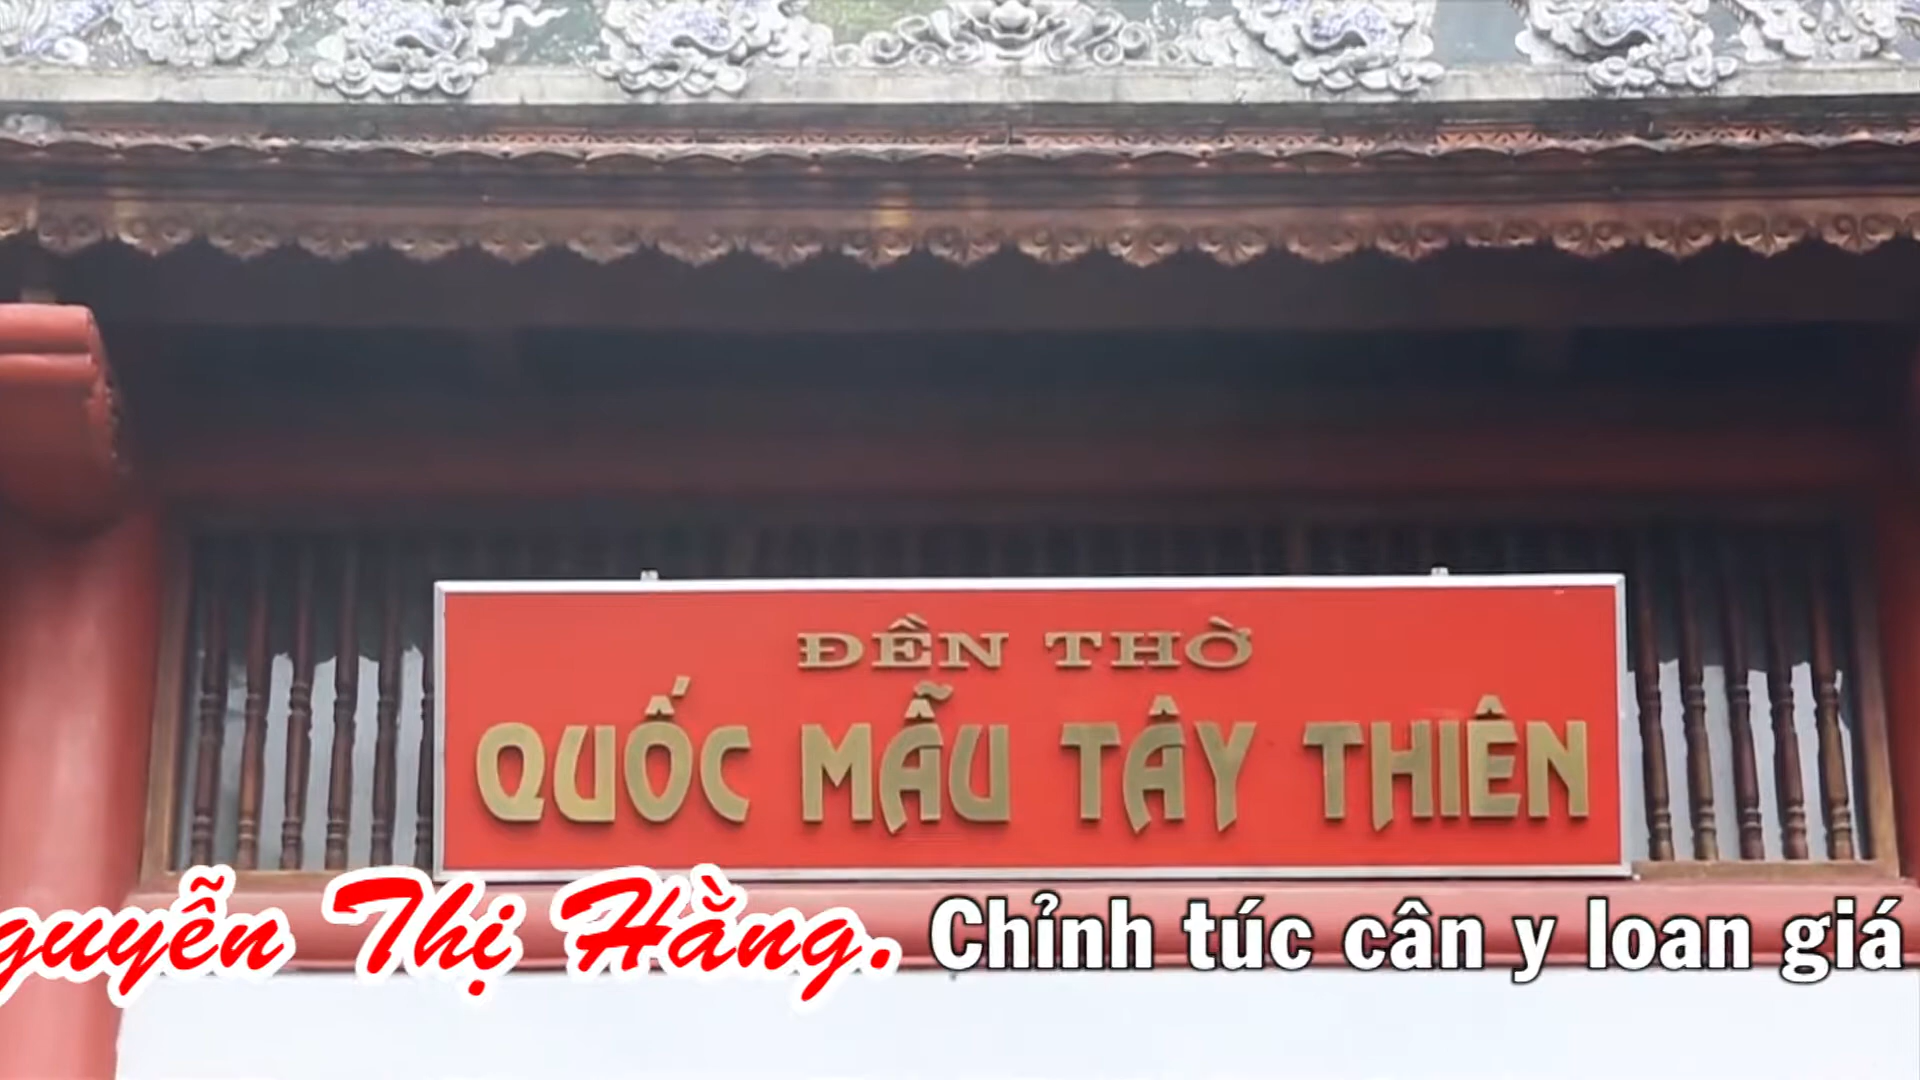 ĐỀN THỜ
QUỐC MẪU TÂY THIÊN
guyễn Thị Hằng. Chỉnh túc cân y loan giá